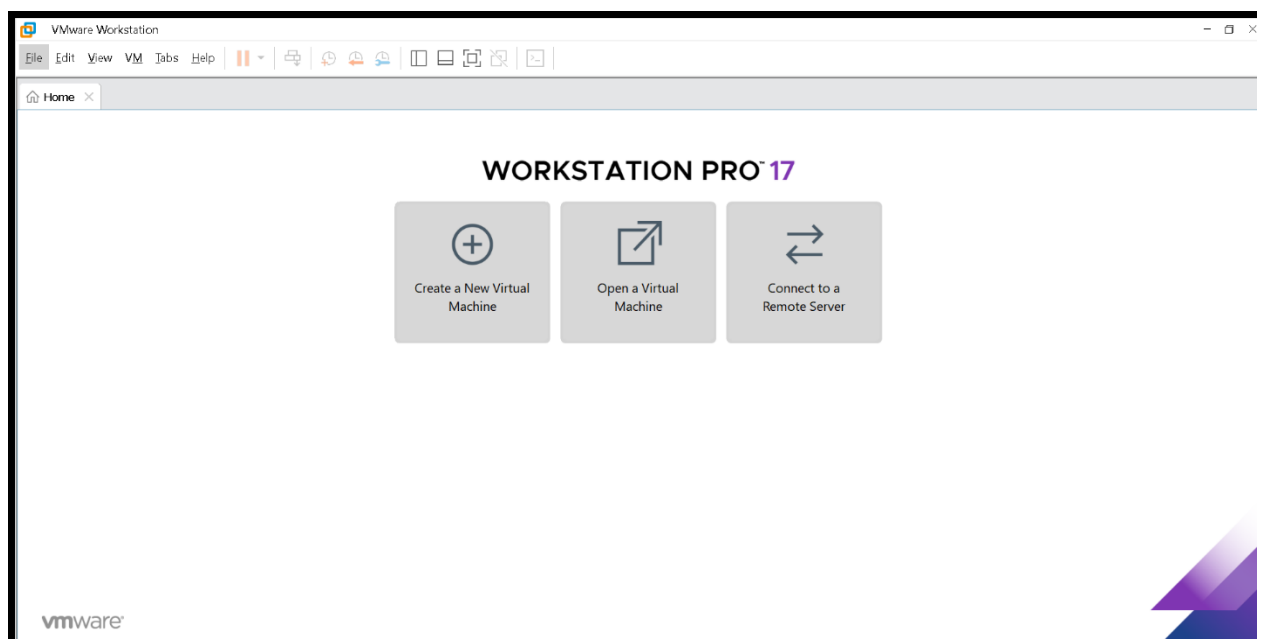 VMware Workstation
File Edit View VM Tabs Help
Home
WORKSTATION PRO™ 17
Create a New Virtual
Machine
Open a Virtual
Machine
Connect to a
Remote Server
vmware®